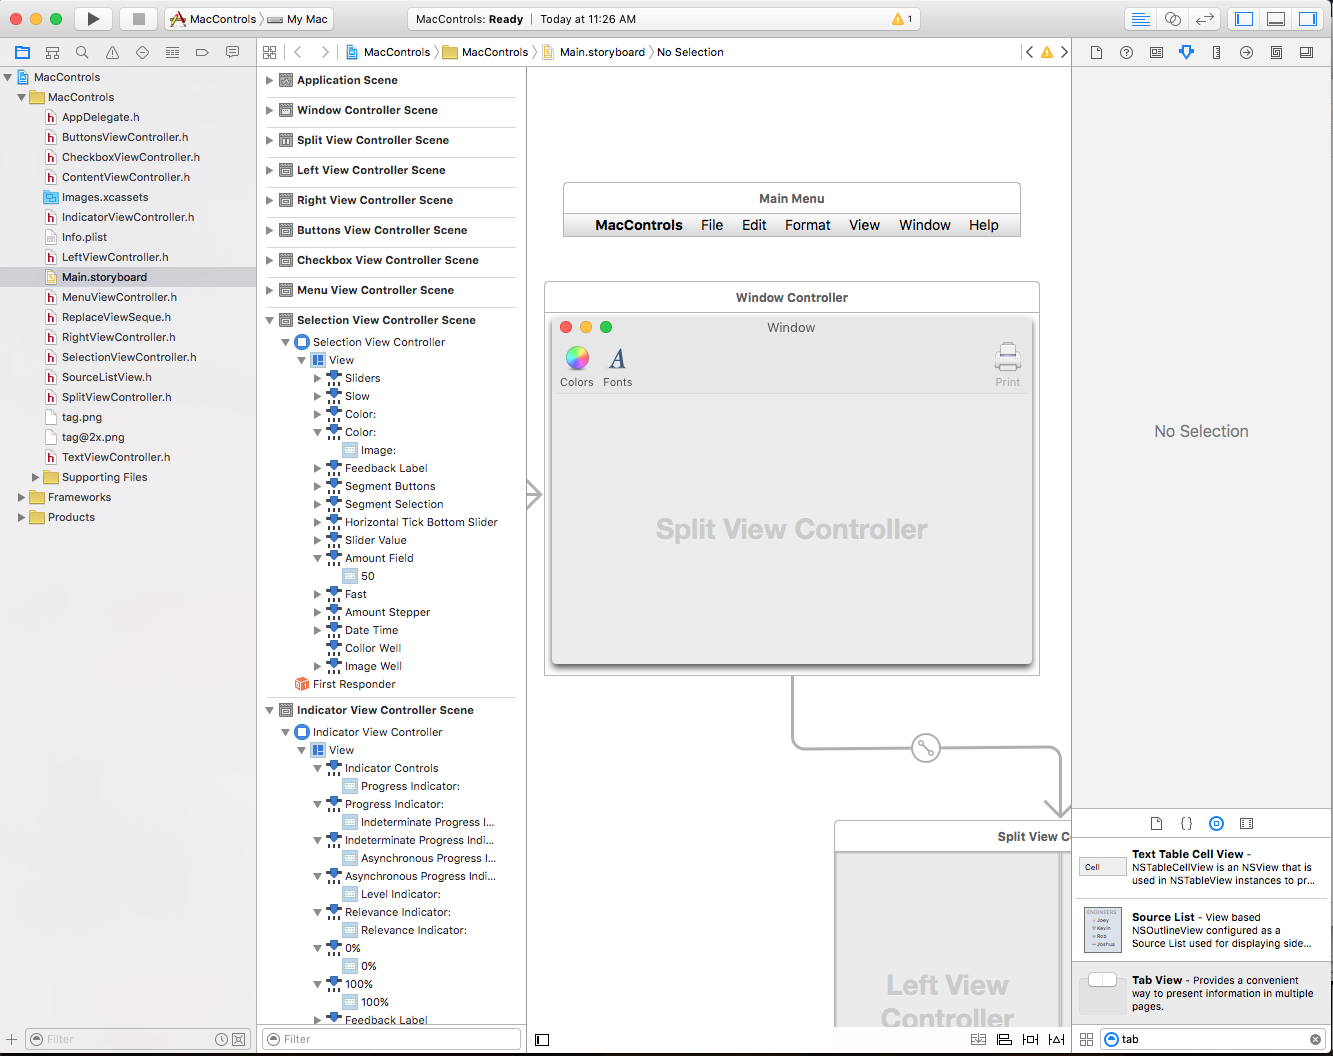 MacControls
My Mac
MacControls: Ready | Today at 11:26 AM
1
MacControls
MacControls
Main.storyboard
No Selection
MacControls
MacControls
h AppDelegate.h
h ButtonsViewController.h
h CheckboxViewController.h
h ContentViewController.h
Images.xcassets
h IndicatorViewController.h
Info.plist
h LeftViewController.h
Main.storyboard
h MenuViewController.h
h ReplaceViewSeque.h
h RightViewController.h
h SelectionViewController.h
h SourceListView.h
h SplitViewController.h
tag.png
tag@2x.png
h TextViewController.h
Supporting Files
Frameworks
Products
Filter
Application Scene
Window Controller Scene
Split View Controller Scene
Left View Controller Scene
Right View Controller Scene
Buttons View Controller Scene
Checkbox View Controller Scene
Menu View Controller Scene
Selection View Controller Scene
Selection View Controller
View
Sliders
Slow
Color:
Color:
Image:
Feedback Label
Segment Buttons
Segment Selection
Horizontal Tick Bottom Slider
Slider Value
Amount Field
50
Fast
Amount Stepper
Date Time
Collor Well
Image Well
First Responder
Indicator View Controller Scene
Indicator View Controller
View
Indicator Controls
Progress Indicator:
Progress Indicator:
Indeterminate Progress I...
Indeterminate Progress Indi...
Asynchronous Progress I...
Asynchronous Progress Indi...
Level Indicator:
Relevance Indicator:
Relevance Indicator:
0%
0%
100%
100%
Feedback Label
Filter
Main Menu
MacControls File Edit Format View Window Help
Window Controller
Window
Colors Fonts Print
Split View Controller
Split View Co
Left View
Controller
No Selection
{ }
Cell
Text Table Cell View -
NSTableCellView is an NSView that is
used in NSTableView instances to pr...
ENGINEERS
Joey
Kevin
Rob
Joshua
Source List - View based
NSOutlineView configured as a
Source List used for displaying side...
Tab View - Provides a convenient
way to present information in multiple
pages.
tab